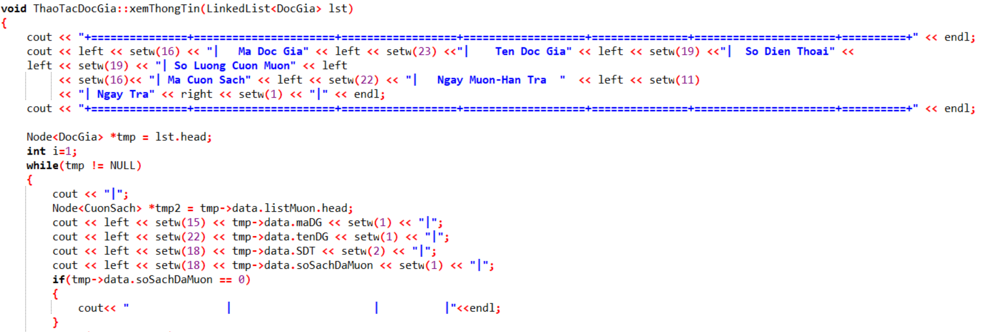 void ThaoTacDocGia::xemThongTin(LinkedList<DocGia> lst)
{
    cout << "+===============+======================+==================+===================+===============+======================+==========+" << endl;
    cout << left << setw(16) << "|   Ma Doc Gia" << left << setw(23) <<"|    Ten Doc Gia" << left << setw(19) <<"|  So Dien Thoai" <<
    left << setw(19) << "| So Luong Cuon Muon" << left
         << setw(16)<< "| Ma Cuon Sach" << left << setw(22) << "|   Ngay Muon-Han Tra  "  << left << setw(11)
         << "| Ngay Tra" << right << setw(1) << "|" << endl;
    cout << "+===============+======================+==================+===================+===============+======================+==========+" << endl;
    Node<DocGia> *tmp = lst.head;
    int i=1;
    while(tmp != NULL)
    {
        cout << "|";
        Node<CuonSach> *tmp2 = tmp->data.listMuon.head;
        cout << left << setw(15) << tmp->data.maDG << setw(1) << "|";
        cout << left << setw(22) << tmp->data.tenDG << setw(1) << "|";
        cout << left << setw(18) << tmp->data.SDT << setw(2) << "|";
        cout << left << setw(18) << tmp->data.soSachDaMuon << setw(1) << "|";
        if(tmp->data.soSachDaMuon == 0)
        {
            cout<< "               |                      |          |"<<endl;
        }